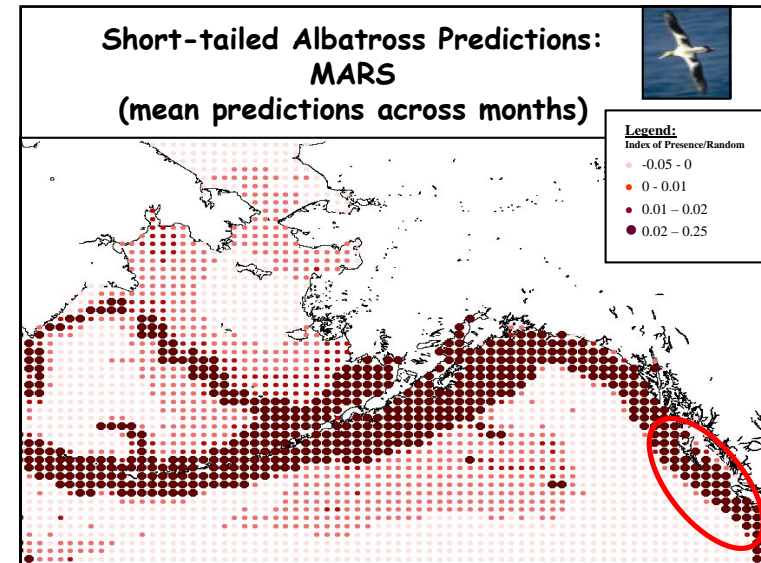 Short-tailed Albatross Predictions:
MARS
(mean predictions across months)
Legend:
Index of Presence/Random
-0.05 - 0
0 - 0.01
0.01 – 0.02
0.02 – 0.25